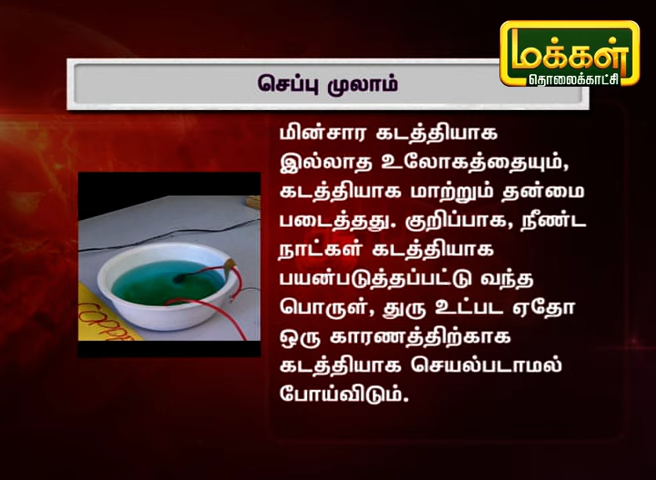 மக்கள்
தொலைக்காட்சி
செப்பு முலாம்
மின்சார கடத்தியாக
இல்லாத உலோகத்தையும்,
கடத்தியாக மாற்றும் தன்மை
படைத்தது. குறிப்பாக, நீண்ட
நாட்கள் கடத்தியாக
பயன்படுத்தப்பட்டு வந்த
பொருள், துரு உட்பட ஏதோ
ஒரு காரணத்திற்காக
கடத்தியாக செயல்படாமல்
போய்விடும்.